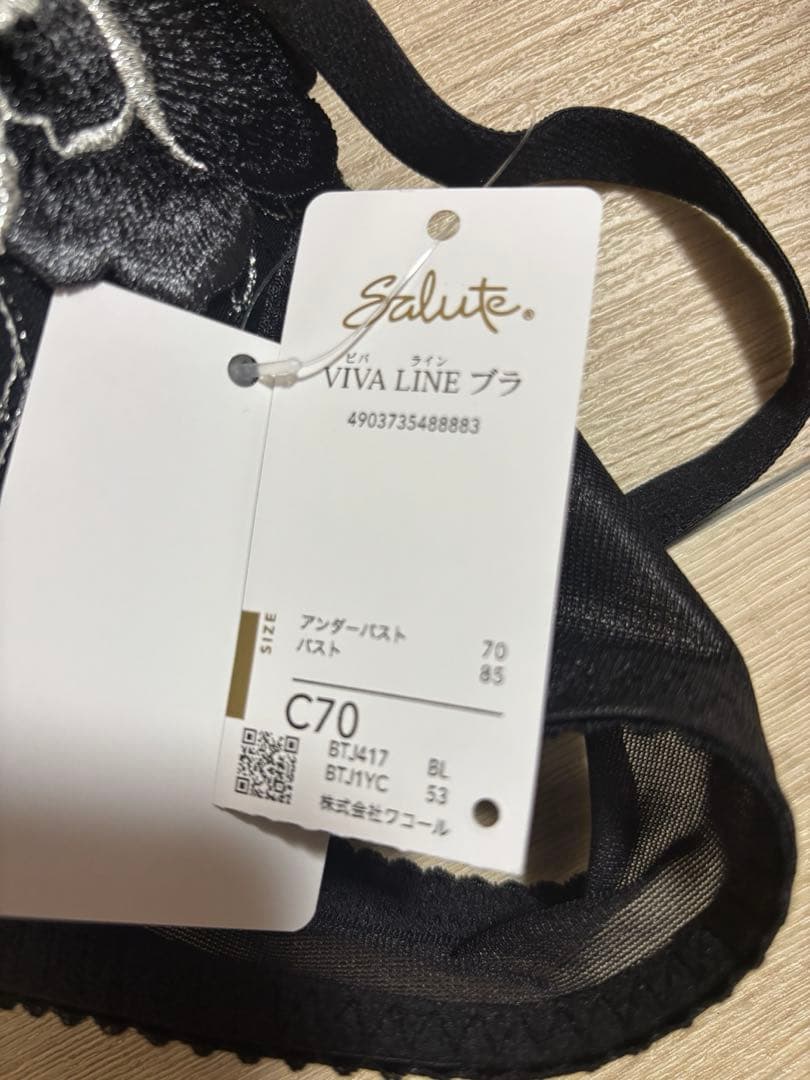 Salute®
ビバ ライン
VIVA LINE ブラ
4903735488883
SIZE
アンダーバスト 70
バスト 85
C70
BTJ417 BL
BTJ1YC 53
株式会社ワコール